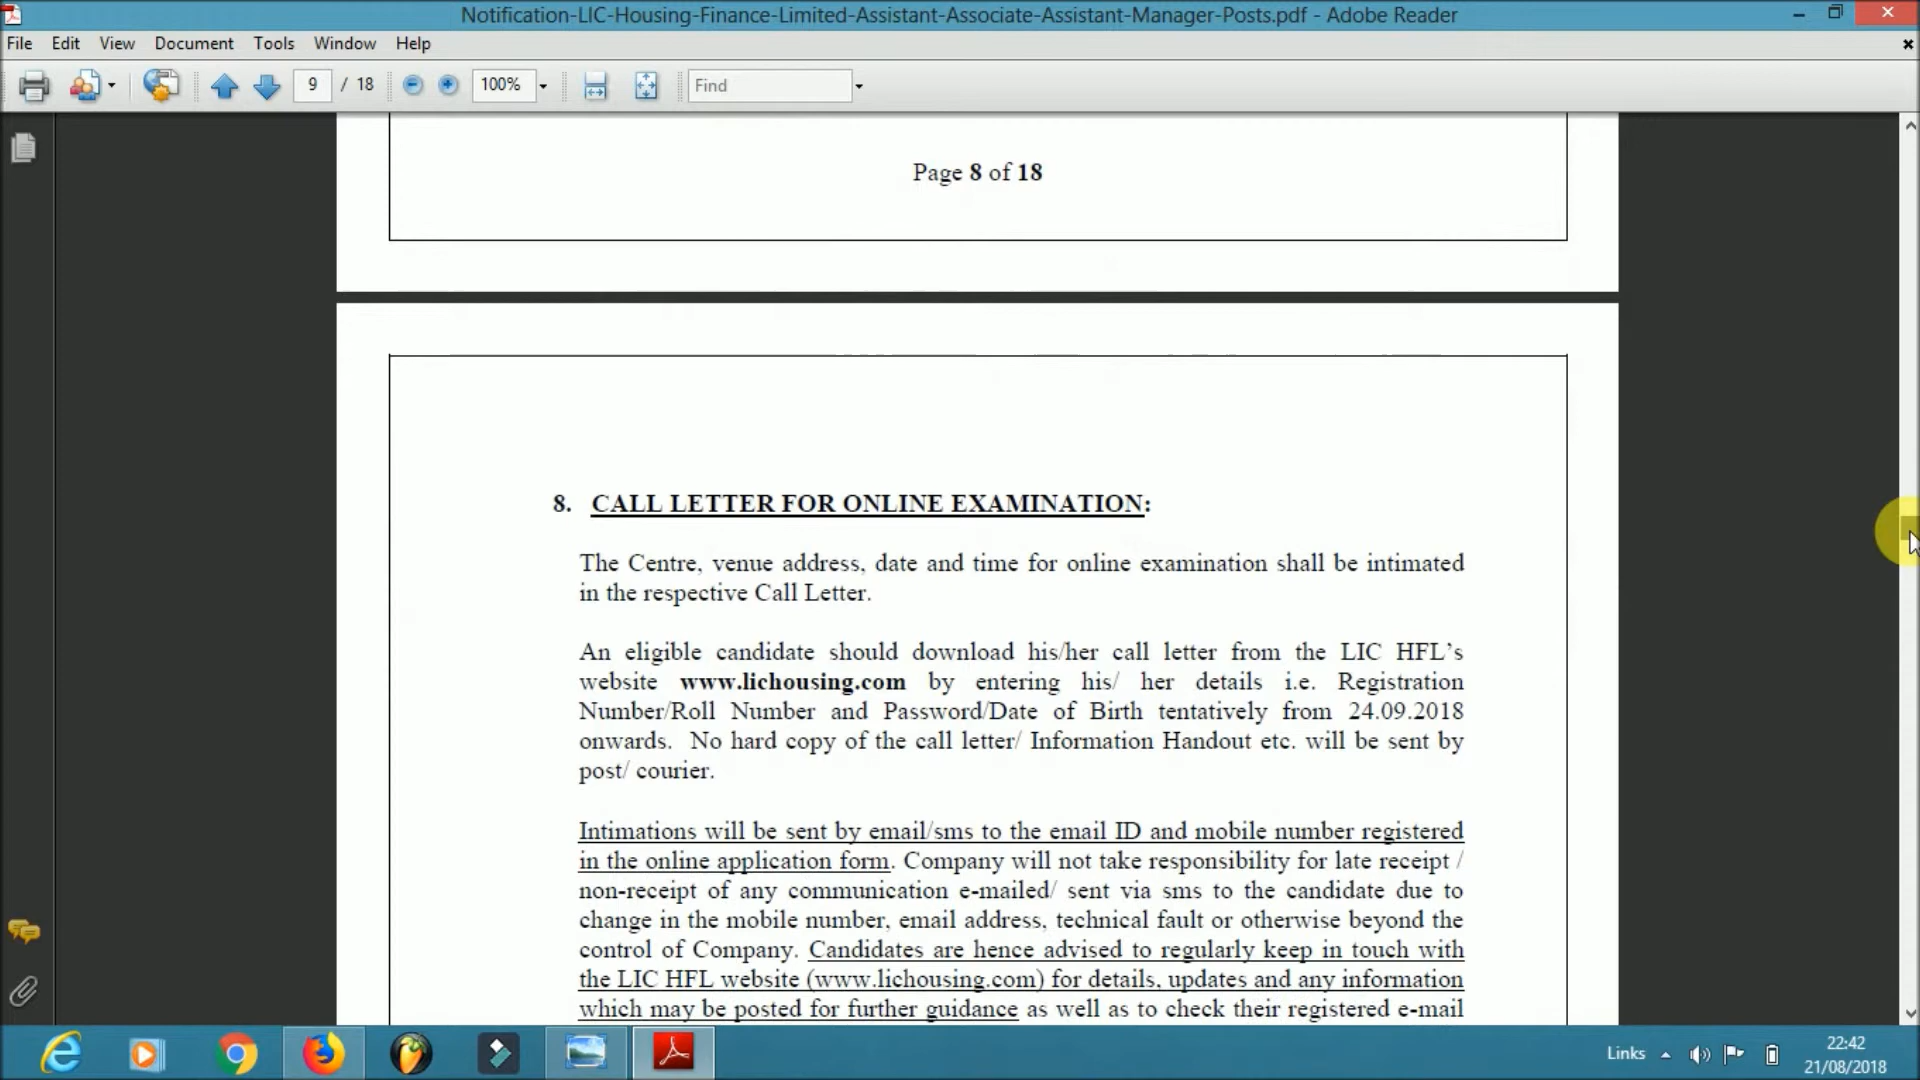 Notification-LIC-Housing-Finance-Limited-Assistant-Associate-Assistant-Manager-Posts.pdf - Adobe Reader
File Edit View Document Tools Window Help
9 / 18 100% Find
Page 8 of 18
8. CALL LETTER FOR ONLINE EXAMINATION:
The Centre, venue address, date and time for online examination shall be intimated
in the respective Call Letter.
An eligible candidate should download his/her call letter from the LIC HFL's
website www.lichousing.com by entering his/ her details i.e. Registration
Number/Roll Number and Password/Date of Birth tentatively from 24.09.2018
onwards. No hard copy of the call letter/ Information Handout etc. will be sent by
post/ courier.
Intimations will be sent by email/sms to the email ID and mobile number registered
in the online application form. Company will not take responsibility for late receipt /
non-receipt of any communication e-mailed/ sent via sms to the candidate due to
change in the mobile number, email address, technical fault or otherwise beyond the
control of Company. Candidates are hence advised to regularly keep in touch with
the LIC HFL website (www.lichousing.com) for details, updates and any information
which may be posted for further guidance as well as to check their registered e-mail
Links
22:42
21/08/2018